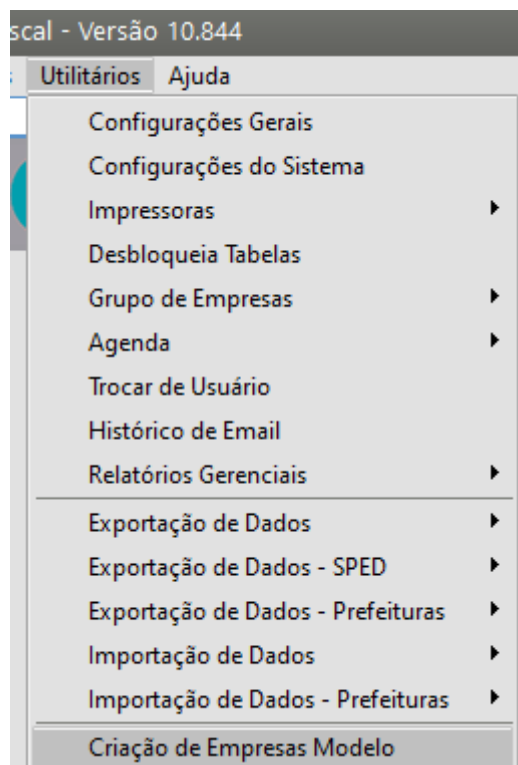 scal - Versão 10.844
Utilitários Ajuda
Configurações Gerais
Configurações do Sistema
Impressoras
Desbloqueia Tabelas
Grupo de Empresas
Agenda
Trocar de Usuário
Histórico de Email
Relatórios Gerenciais
Exportação de Dados
Exportação de Dados - SPED
Exportação de Dados - Prefeituras
Importação de Dados
Importação de Dados - Prefeituras
Criação de Empresas Modelo